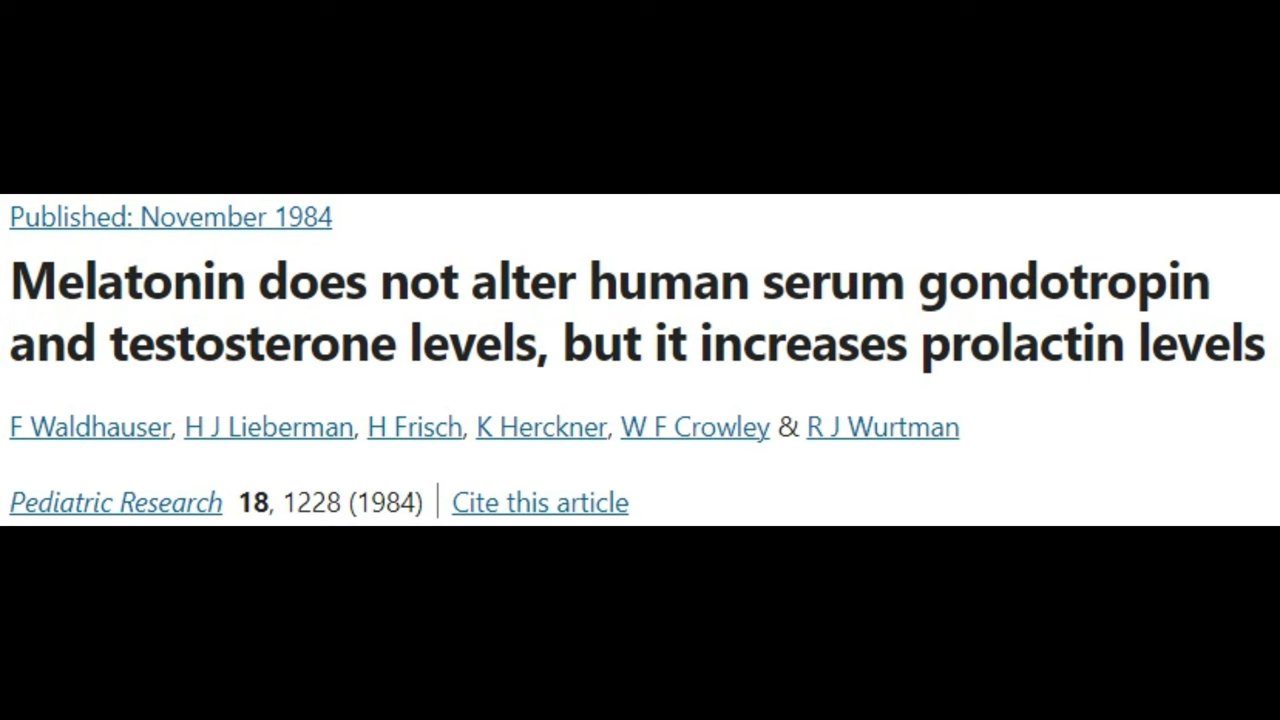 Published: November 1984
Melatonin does not alter human serum gondotropin
and testosterone levels, but it increases prolactin levels
F Waldhauser, H J Lieberman, H Frisch, K Herckner, W F Crowley & R J Wurtman
Pediatric Research 18, 1228 (1984) | Cite this article